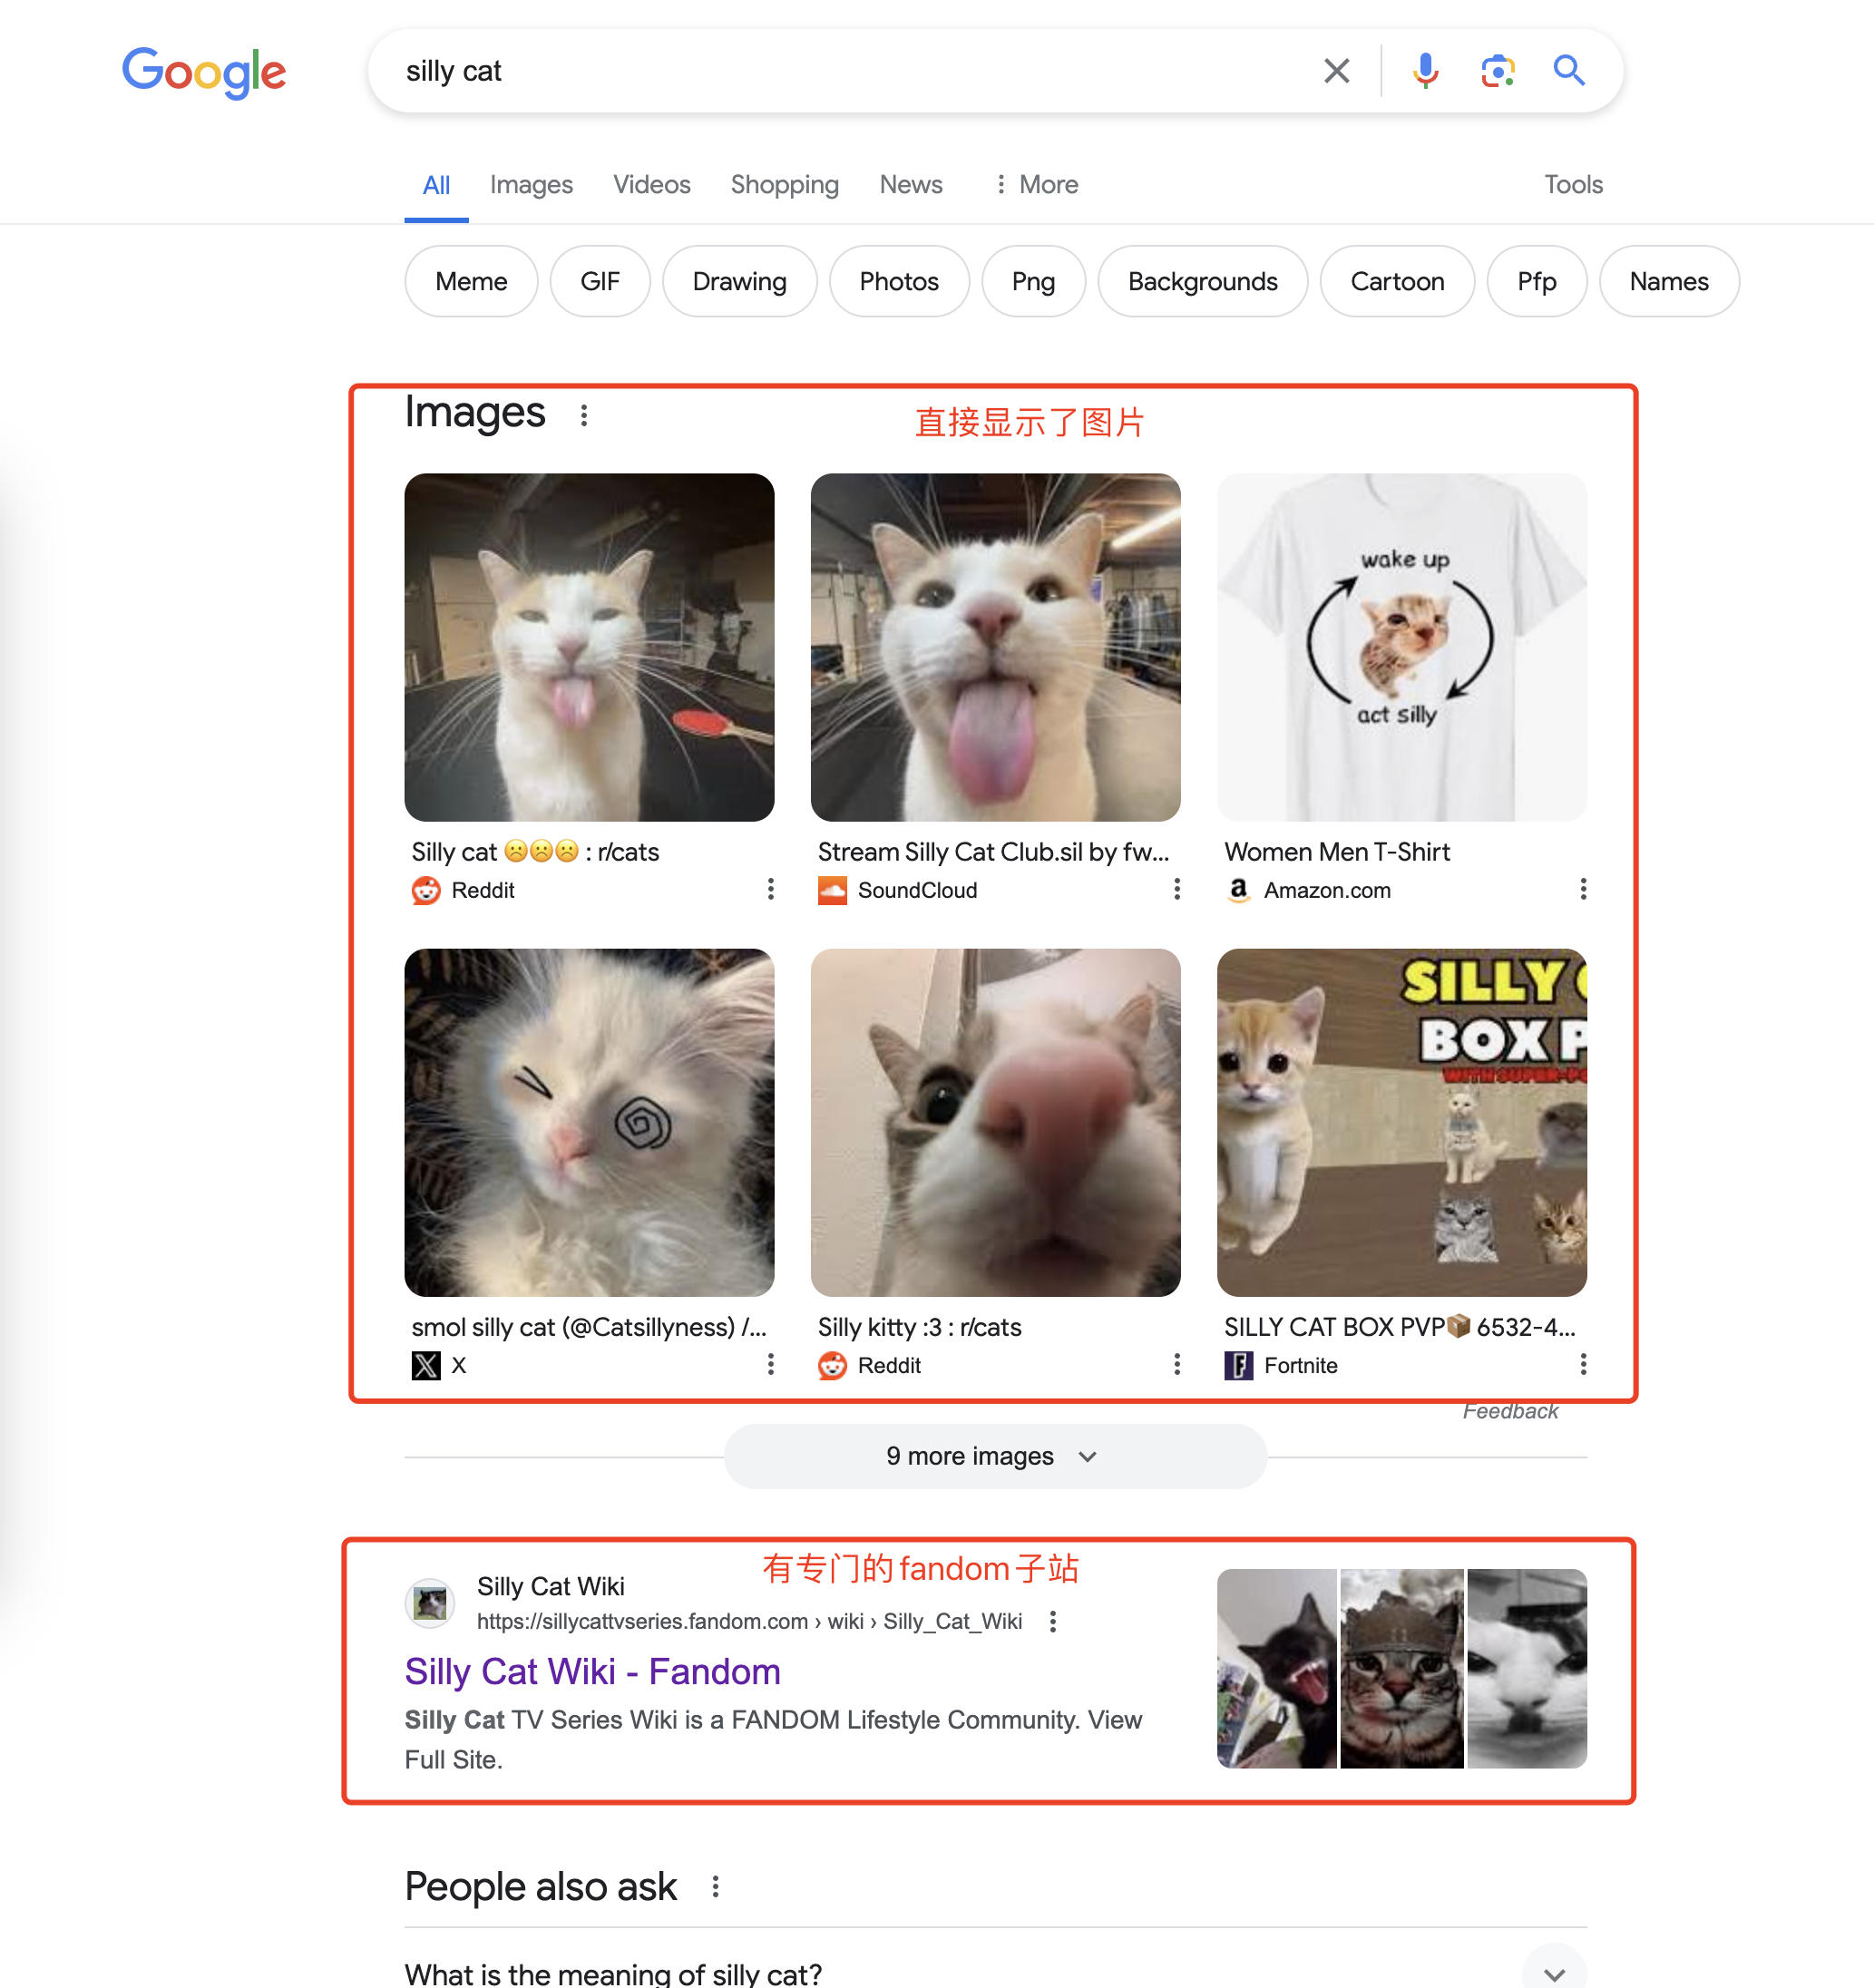 Google
silly cat
All Images Videos Shopping News More Tools
Meme GIF Drawing Photos Png Backgrounds Cartoon Pfp Names
Images
直接显示了图片
wake up
act silly
Silly cat ☹️☹️☹️ : r/cats
Reddit
Stream Silly Cat Club.sil by fw...
SoundCloud
Women Men T-Shirt
Amazon.com
SILLY
BOX P
WITH SUPER-PO
smol silly cat (@Catsillyness) /...
X
Silly kitty :3 : r/cats
Reddit
SILLY CAT BOX PVP📦 6532-4...
Fortnite
Feedback
9 more images
有专门的fandom子站
Silly Cat Wiki
https://sillycattvseries.fandom.com › wiki › Silly_Cat_Wiki
Silly Cat Wiki - Fandom
Silly Cat TV Series Wiki is a FANDOM Lifestyle Community. View
Full Site.
People also ask
What is the meaning of silly cat?